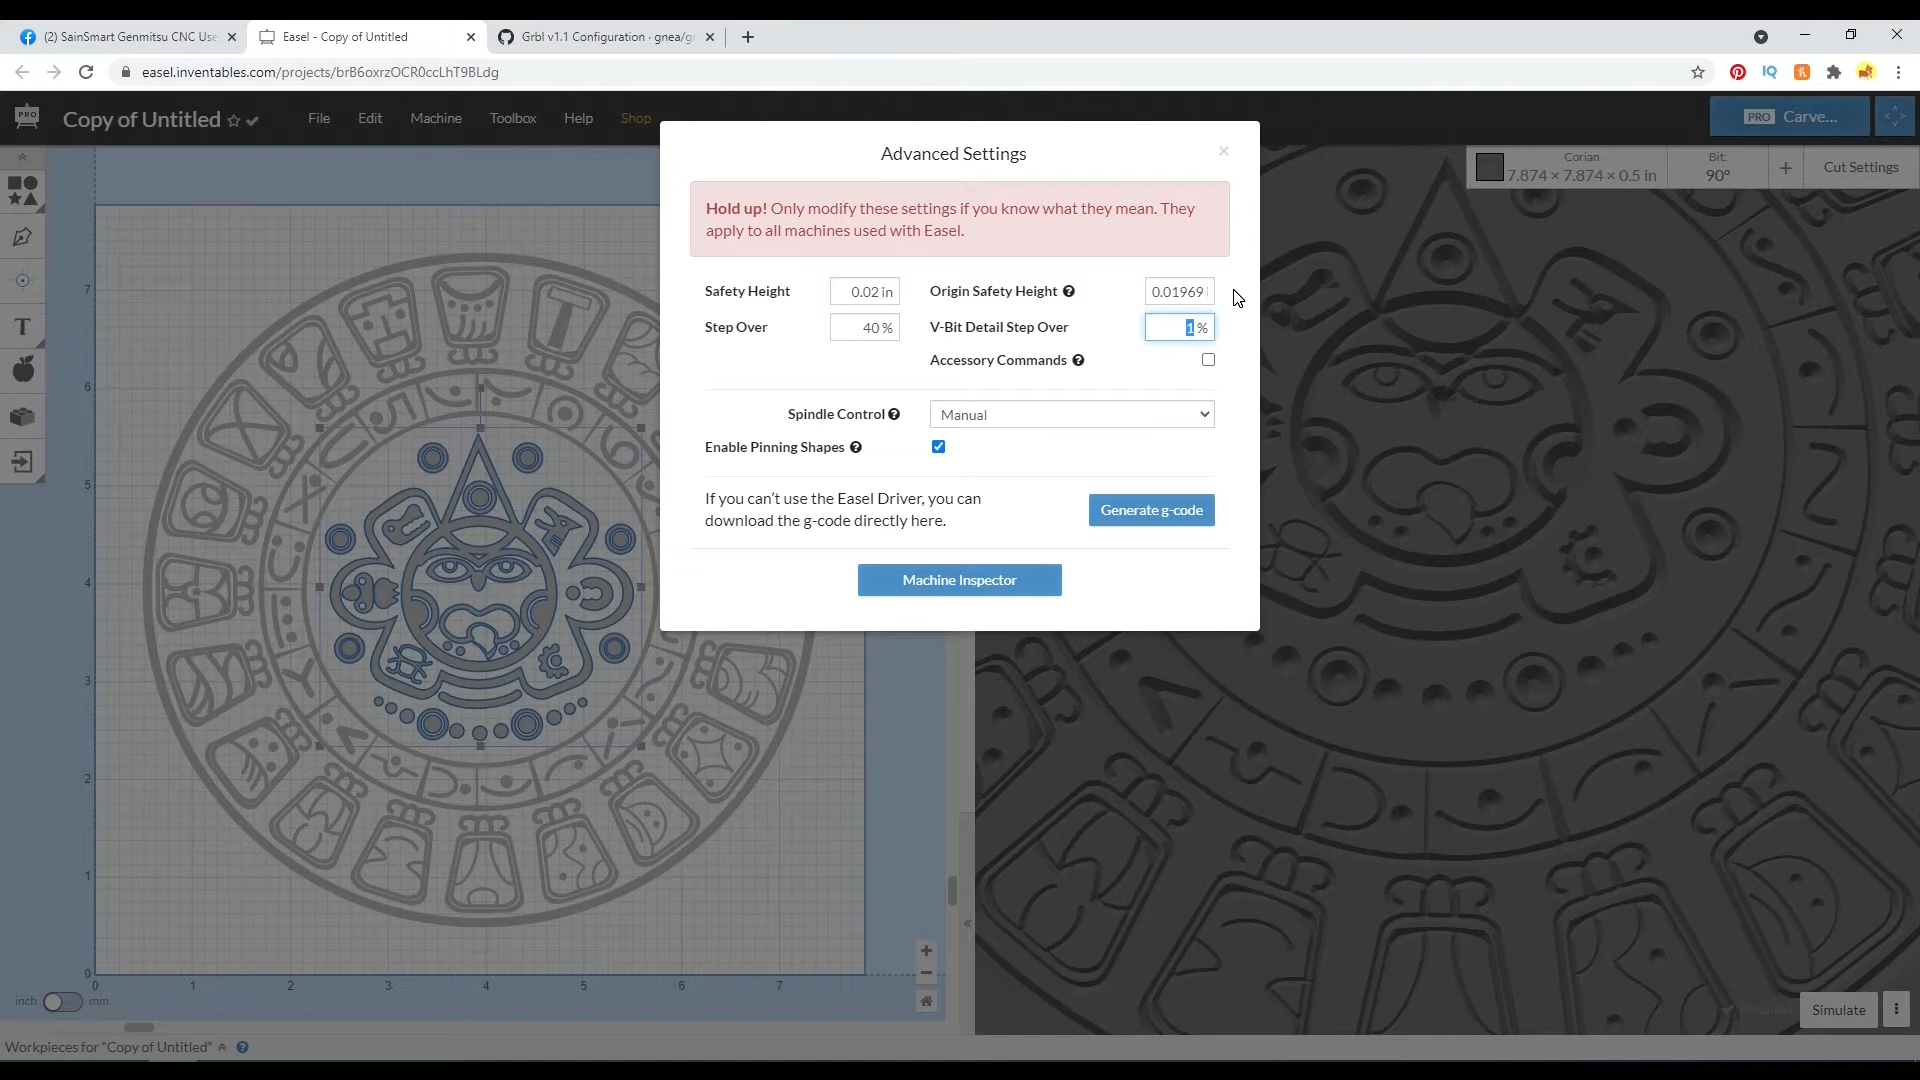 (2) SainSmart Genmitsu CNC Use
Easel - Copy of Untitled
Grbl v1.1 Configuration · gnea/gr
easel.inventables.com/projects/brB6oxrzOCR0ccLhT9BLdg
PRO
Copy of Untitled
File
Edit
Machine
Toolbox
Help
Shop
PRO Carve...
Corian
7.874 × 7.874 × 0.5 in
Bit:
90°
Cut Settings
Advanced Settings
Hold up! Only modify these settings if you know what they mean. They
apply to all machines used with Easel.
Safety Height
0.02 in
Origin Safety Height
0.01969 i
Step Over
40 %
V-Bit Detail Step Over
1 %
Accessory Commands
Spindle Control
Manual
Enable Pinning Shapes
If you can't use the Easel Driver, you can
download the g-code directly here.
Generate g-code
Machine Inspector
7
6
5
4
3
2
1
0
0
1
2
3
4
5
6
7
inch
mm
Simulate
Workpieces for “Copy of Untitled”